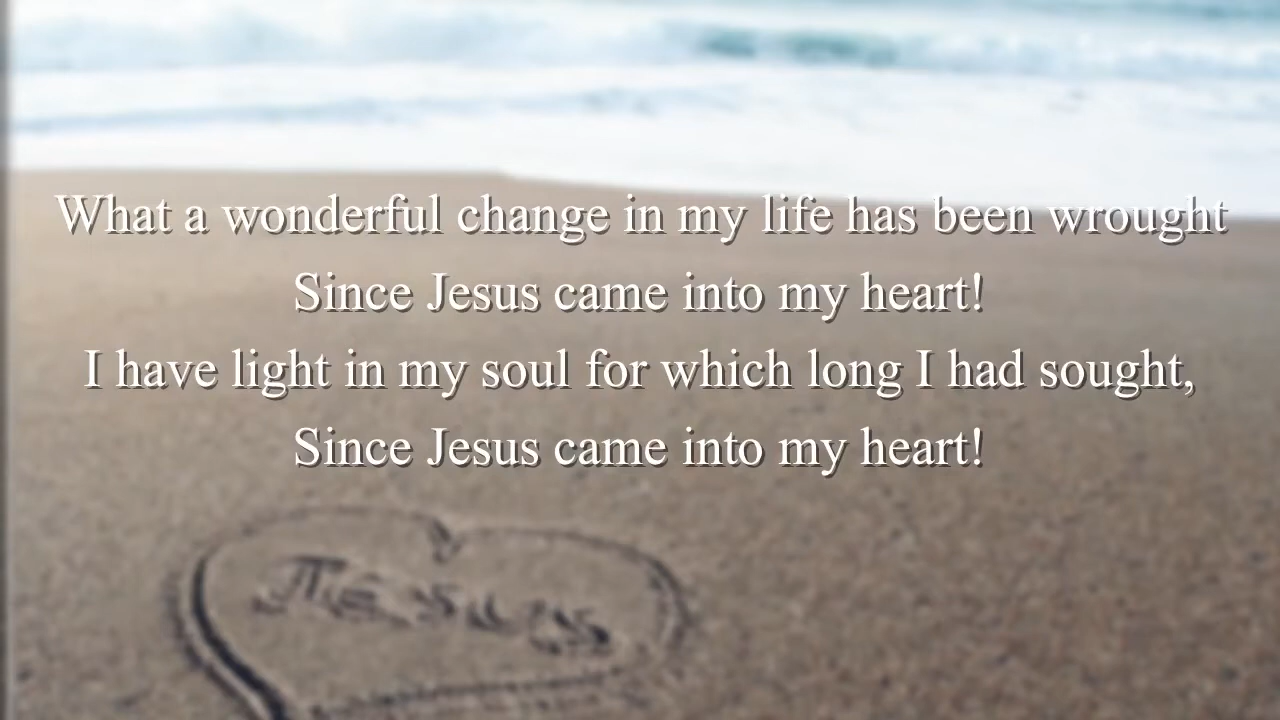 What a wonderful change in my life has been wrought
Since Jesus came into my heart!
I have light in my soul for which long I had sought,
Since Jesus came into my heart!
Jesus